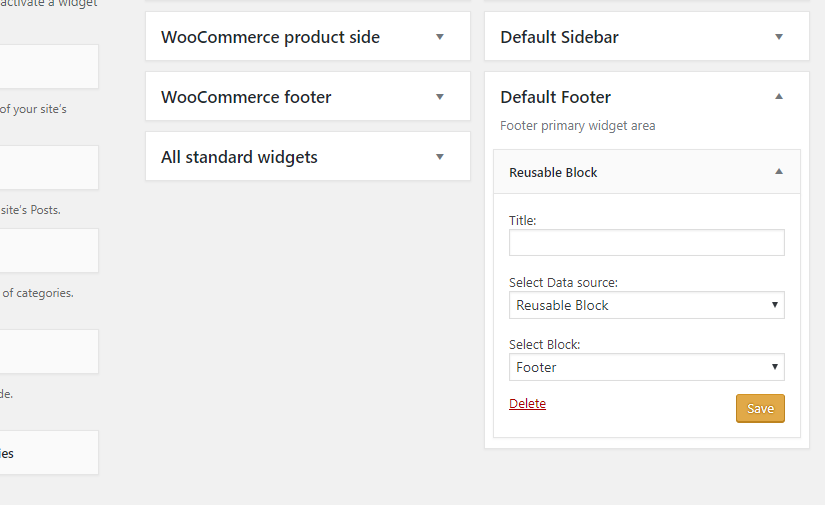 activate a widget
of your site's
site's Posts.
of categories.
de.
ies
WooCommerce product side
WooCommerce footer
All standard widgets
Default Sidebar
Default Footer
Footer primary widget area
Reusable Block
Title:
Select Data source:
Reusable Block
Select Block:
Footer
Delete
Save